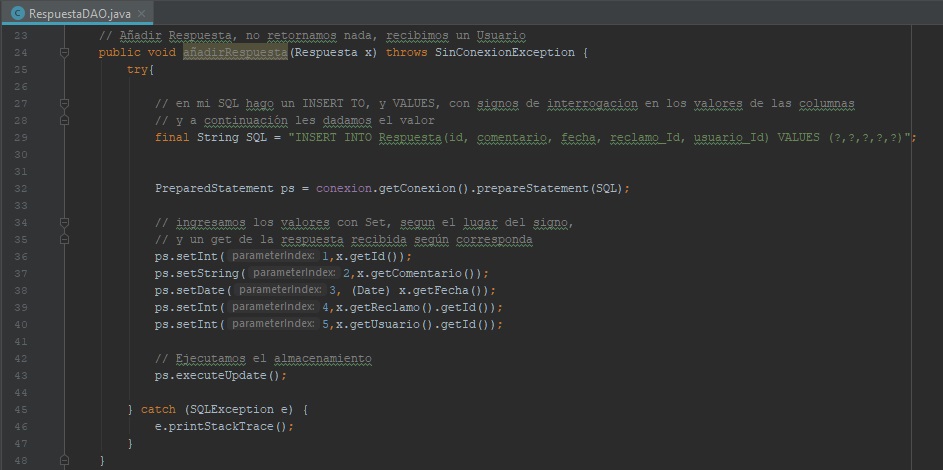 RespuestaDAO.java
23 // Añadir Respuesta, no retornamos nada, recibimos un Usuario
24 public void añadirRespuesta(Respuesta x) throws SinConexionException {
25 try{
26
27 // en mi SQL hago un INSERT TO, y VALUES, con signos de interrogacion en los valores de las columnas
28 // y a continuación les dadamos el valor
29 final String SQL = "INSERT INTO Respuesta(id, comentario, fecha, reclamo_Id, usuario_Id) VALUES (?,?,?,?,?)";
30
31
32 PreparedStatement ps = conexion.getConexion().prepareStatement(SQL);
33
34 // ingresamos los valores con Set, segun el lugar del signo,
35 // y un get de la respuesta recibida según corresponda
36 ps.setInt( parameterIndex: 1,x.getId());
37 ps.setString( parameterIndex: 2,x.getComentario());
38 ps.setDate( parameterIndex: 3, (Date) x.getFecha());
39 ps.setInt( parameterIndex: 4,x.getReclamo().getId());
40 ps.setInt( parameterIndex: 5,x.getUsuario().getId());
41
42 // Ejecutamos el almacenamiento
43 ps.executeUpdate();
44
45 } catch (SQLException e) {
46 e.printStackTrace();
47 }
48 }